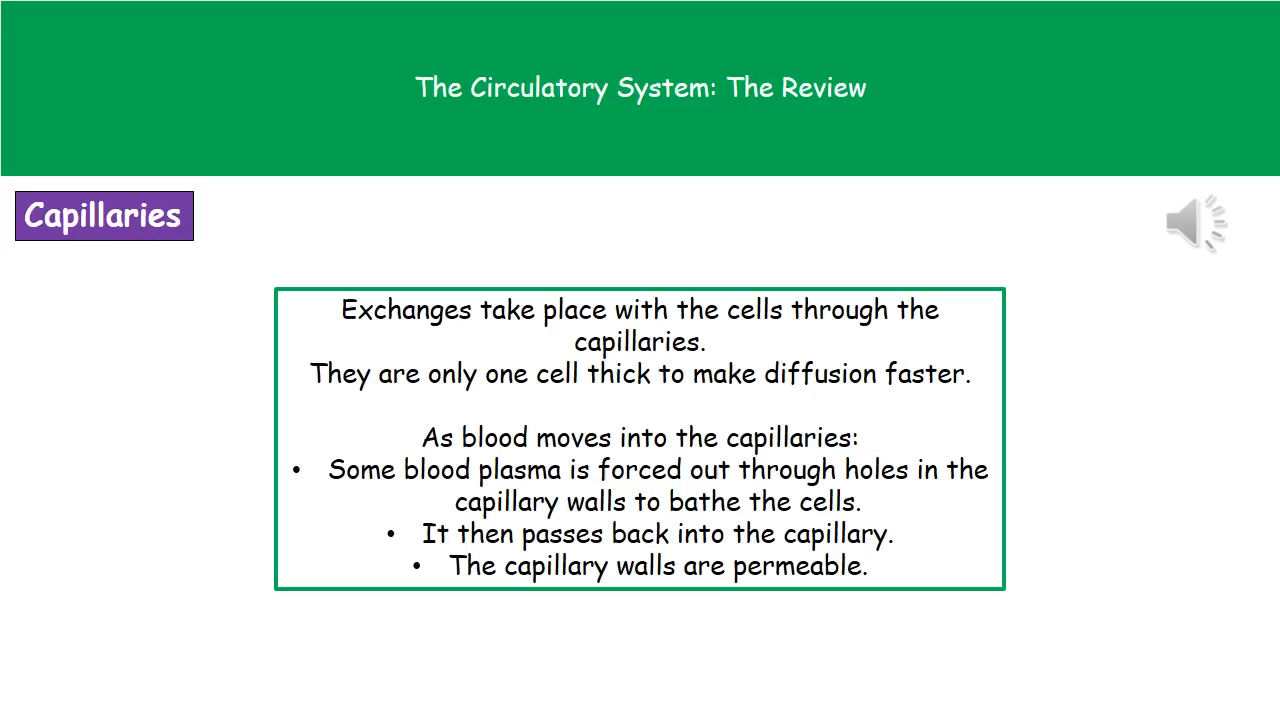 The Circulatory System: The Review
Capillaries
Exchanges take place with the cells through the
capillaries.
They are only one cell thick to make diffusion faster.
As blood moves into the capillaries:
• Some blood plasma is forced out through holes in the
capillary walls to bathe the cells.
• It then passes back into the capillary.
• The capillary walls are permeable.